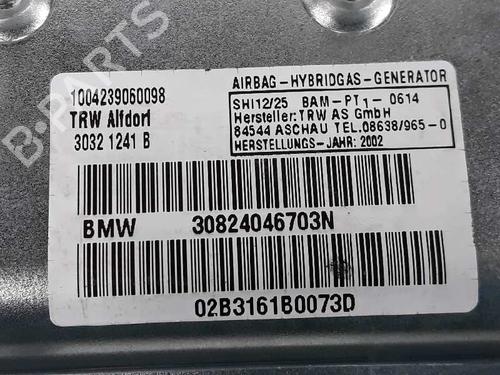 B-PARTS
1004239060098
TRW Alfdorf
3032 1241 B
AIRBAG-HYBRIDGAS-GENERATOR
SHI12/25 BAM-PT1-0614
Hersteller:TRW AS GmbH
84544 ASCHAU TEL.08638/965-0
HERSTELLUNGS-JAHR: 2002
BMW 30824046703N
02B3161B0073D